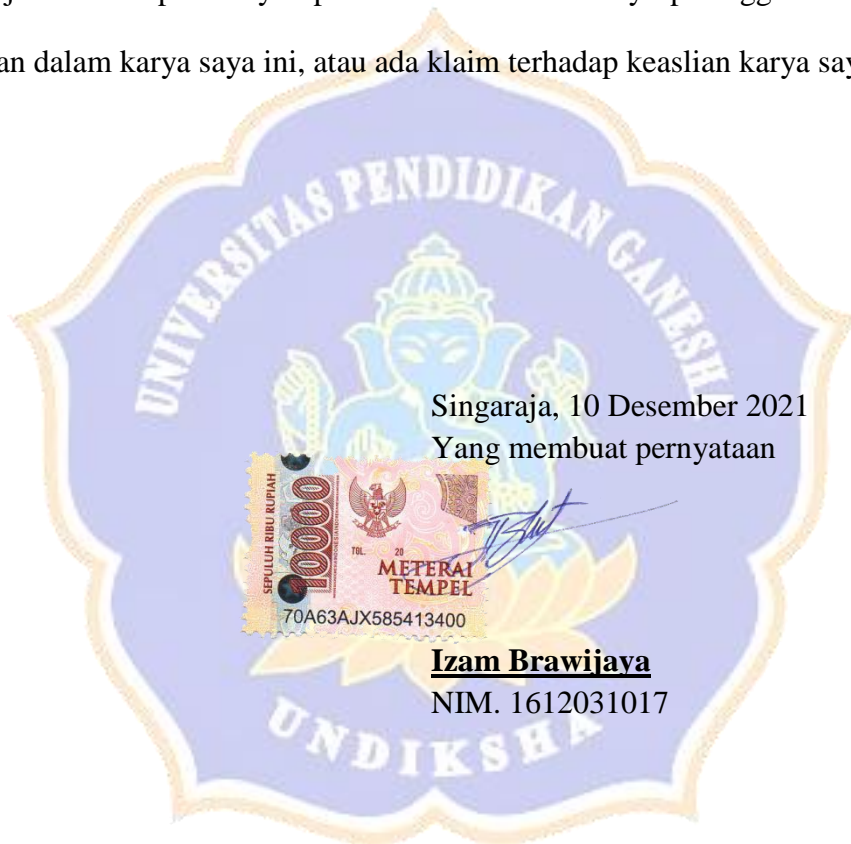 an dalam karya saya ini, atau ada klaim terhadap keaslian karya say
UNIVERSITAS PENDIDIKAN GANESHA
Singaraja, 10 Desember 2021
Yang membuat pernyataan
SEPULUH RIBU RUPIAH
10000
TGL. 20
METERAI
TEMPEL
70A63AJX585413400
Izam Brawijaya
NIM. 1612031017
UNDIKSHA